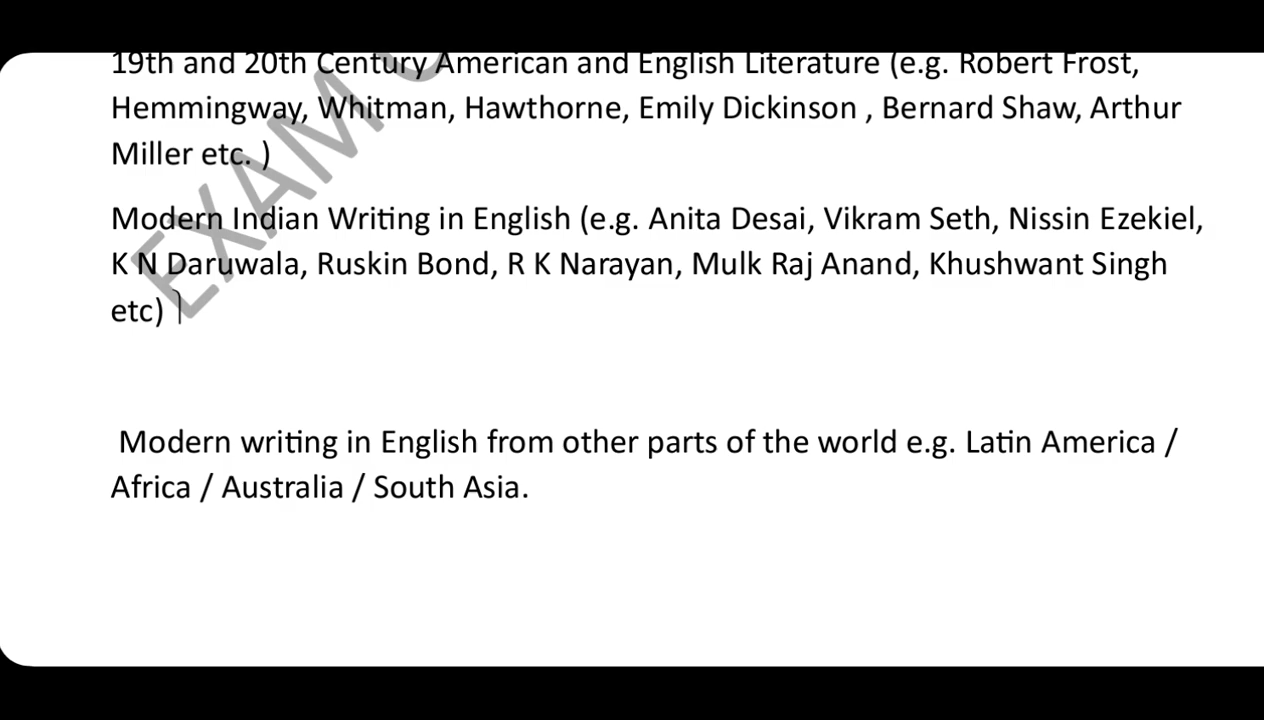 19th and 20th Century American and English Literature (e.g. Robert Frost,
Hemmingway, Whitman, Hawthorne, Emily Dickinson , Bernard Shaw, Arthur
Miller etc. )
Modern Indian Writing in English (e.g. Anita Desai, Vikram Seth, Nissin Ezekiel,
K N Daruwala, Ruskin Bond, R K Narayan, Mulk Raj Anand, Khushwant Singh
etc)
Modern writing in English from other parts of the world e.g. Latin America /
Africa / Australia / South Asia.
EXAM